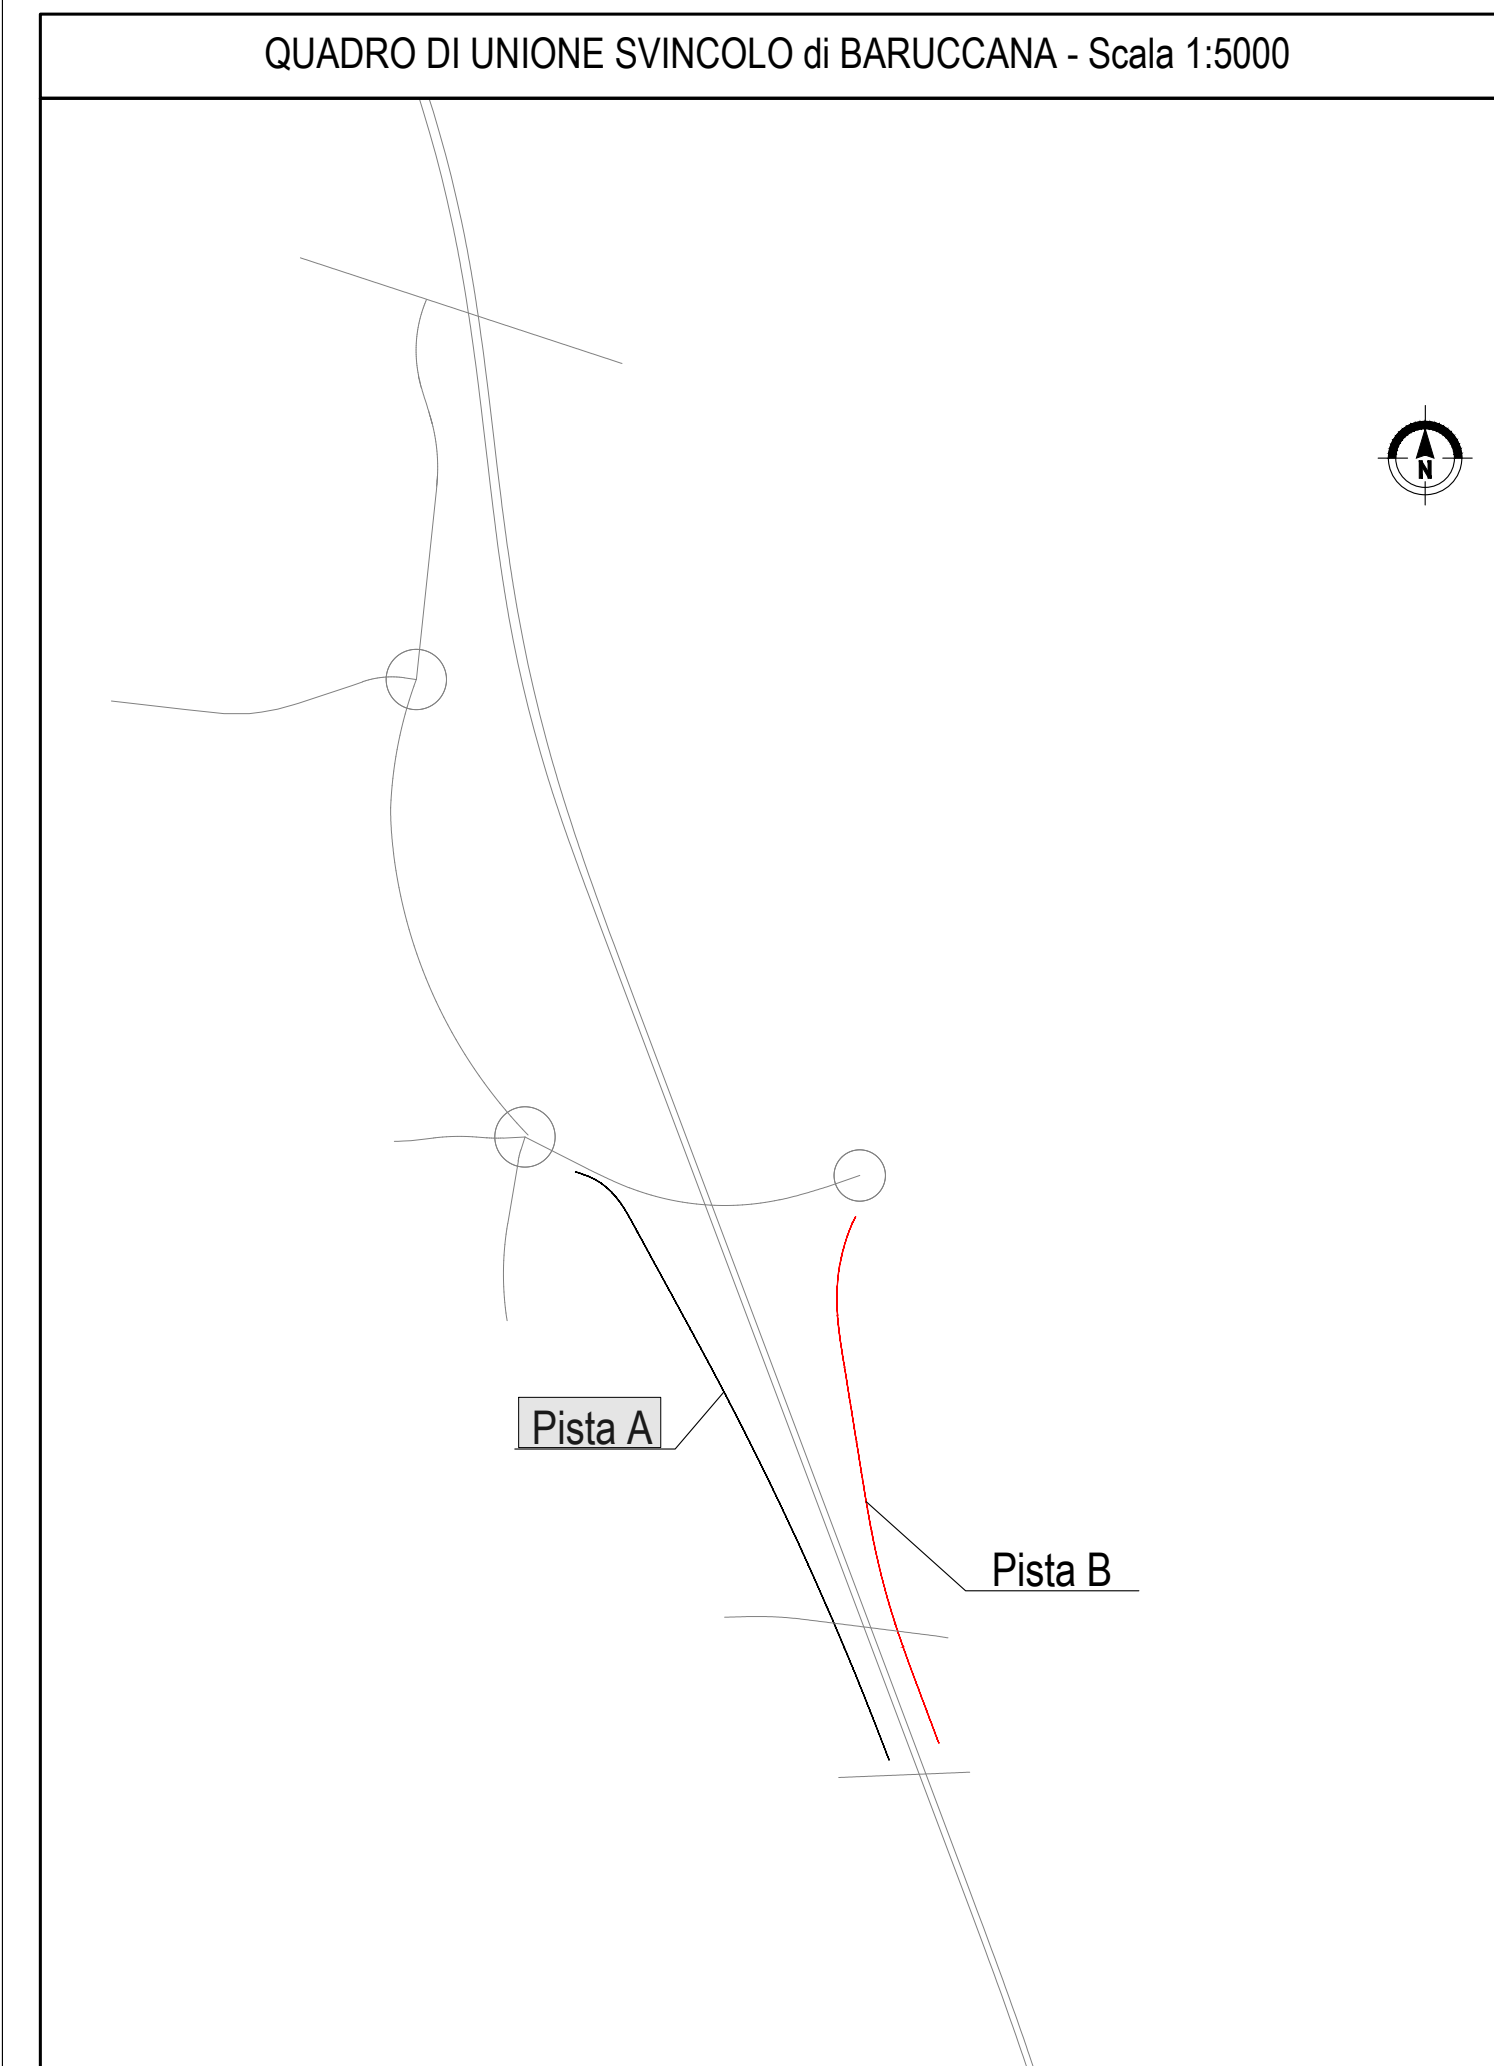 QUADRO DI UNIONE SVINCOLO di BARUCCANA - Scala 1:5000
N
Pista A
Pista B